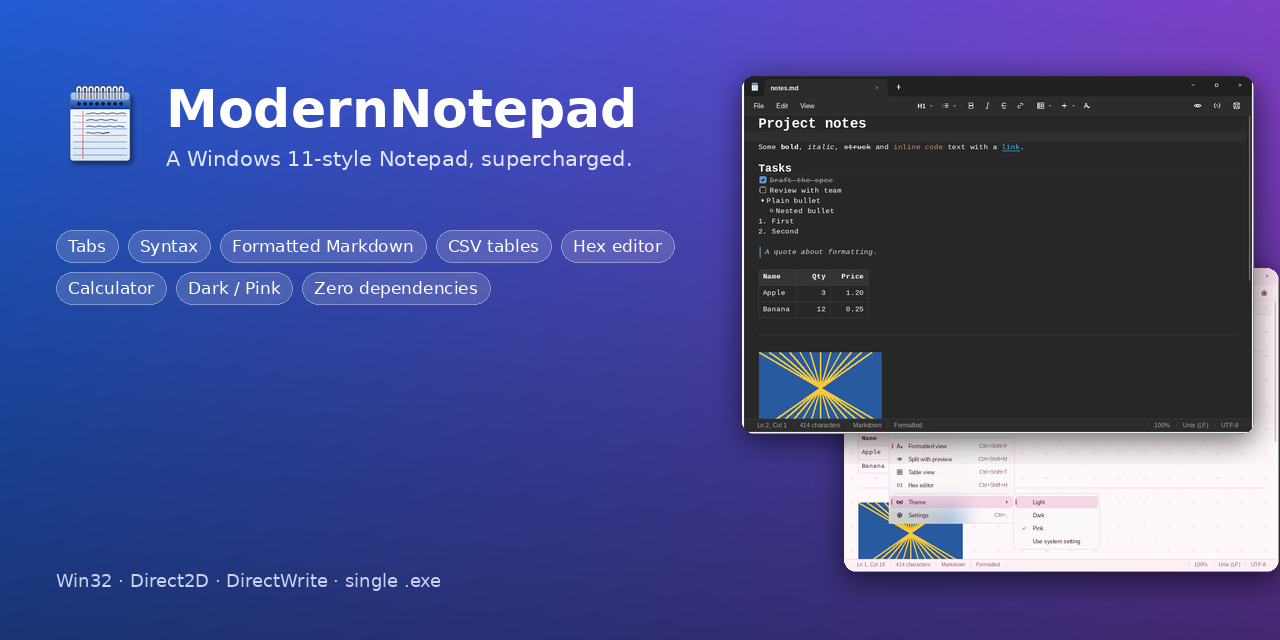 ModernNotepad
A Windows 11-style Notepad, supercharged.
Tabs Syntax Formatted Markdown CSV tables Hex editor
Calculator Dark / Pink Zero dependencies
Win32 · Direct2D · DirectWrite · single .exe
notes.md
File Edit View H1 B I S
Project notes
Some bold, italic, struck and inline code text with a link.
Tasks
Draft the spec
Review with team
Plain bullet
Nested bullet
1. First
2. Second
A quote about formatting.
Name Qty Price
Apple 3 1.20
Banana 12 0.25
Ln 2, Col 1 414 characters Markdown Formatted 100% Unix (LF) UTF-8
Name
Apple
Banana
Formatted view Ctrl+Shift+F
Split with preview Ctrl+Shift+M
Table view Ctrl+Shift+T
Hex editor Ctrl+Shift+H
Theme
Settings Ctrl+,
Light
Dark
Pink
Use system setting
Ln 1, Col 16 414 characters Markdown Formatted 100% Unix (LF) UTF-8